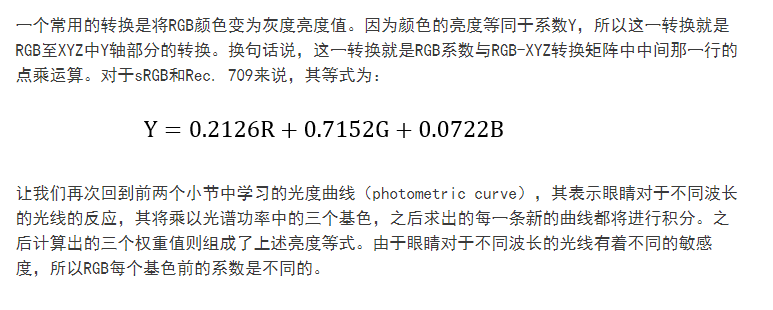 一个常用的转换是将RGB颜色变为灰度亮度值。因为颜色的亮度等同于系数Y，所以这一转换就是
RGB至XYZ中Y轴部分的转换。换句话说，这一转换就是RGB系数与RGB-XYZ转换矩阵中中间那一行的
点乘运算。对于sRGB和Rec. 709来说，其等式为：
Y = 0.2126R + 0.7152G + 0.0722B
让我们再次回到前两个小节中学习的光度曲线（photometric curve），其表示眼睛对于不同波长
的光线的反应，其将乘以光谱功率中的三个基色，之后求出的每一条新的曲线都将进行积分。之
后计算出的三个权重值则组成了上述亮度等式。由于眼睛对于不同波长的光线有着不同的敏感
度，所以RGB每个基色前的系数是不同的。